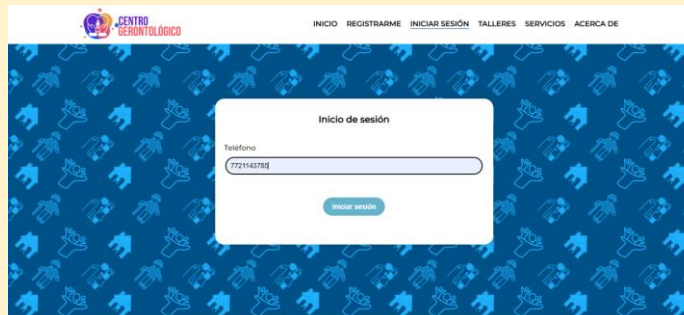 CENTRO
GERONTOLÓGICO
INICIO REGISTRARME INICIAR SESIÓN TALLERES SERVICIOS ACERCA DE
Inicio de sesión
Teléfono
7721143785
Iniciar sesión